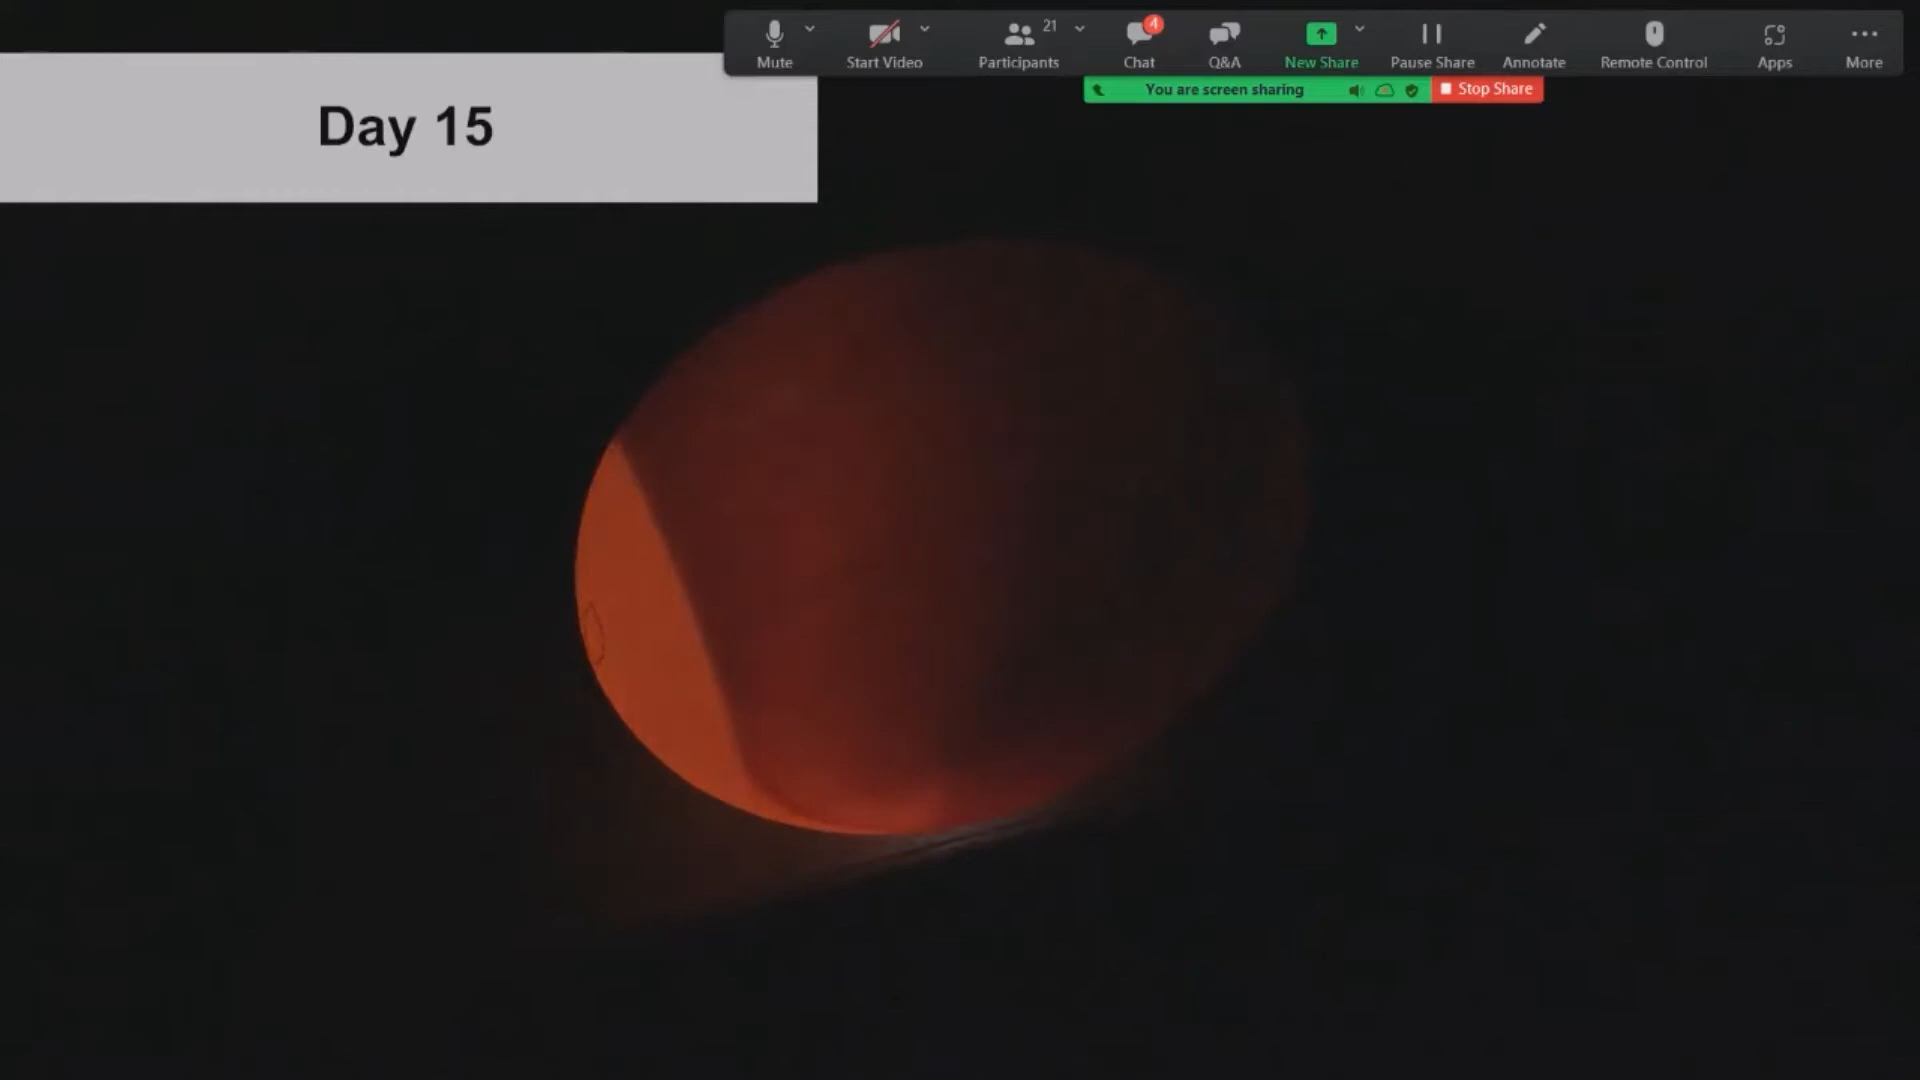 Mute
Start Video
Participants
21
Chat
4
Q&A
New Share
Pause Share
Annotate
Remote Control
Apps
More
You are screen sharing
Stop Share
Day 15